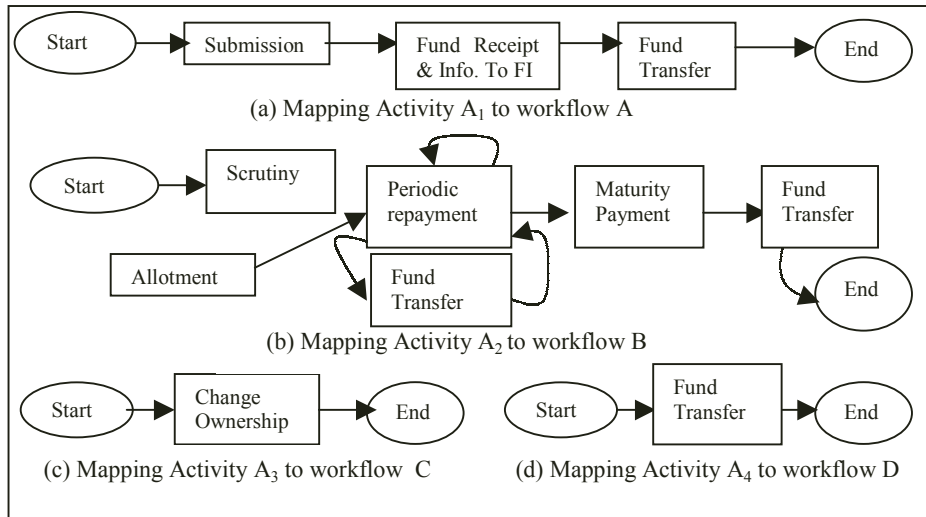 Start
Submission
Fund Receipt
& Info. To FI
Fund
Transfer
End
(a) Mapping Activity A₁ to workflow A
Start
Scrutiny
Allotment
Periodic
repayment
Fund
Transfer
Maturity
Payment
Fund
Transfer
End
(b) Mapping Activity A₂ to workflow B
Start
Change
Ownership
End
(c) Mapping Activity A₃ to workflow C
Start
Fund
Transfer
End
(d) Mapping Activity A₄ to workflow D